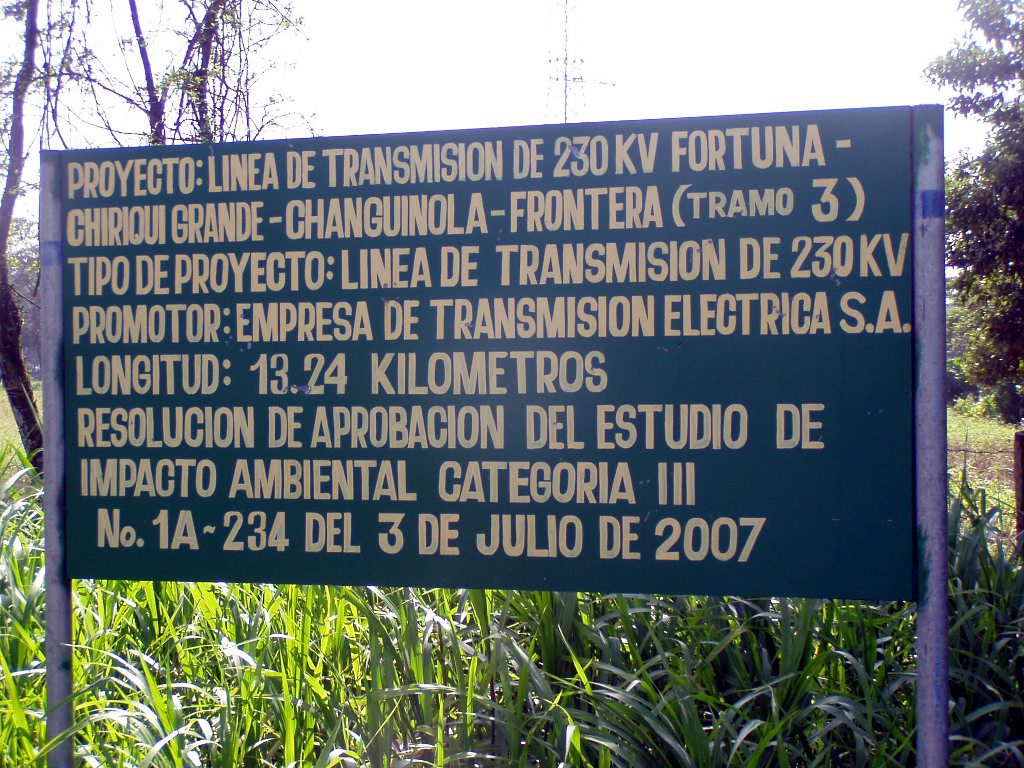 PROYECTO: LINEA DE TRANSMISION DE 230 KV FORTUNA -
CHIRIQUI GRANDE - CHANGUINOLA - FRONTERA (TRAMO 3)
TIPO DE PROYECTO: LINEA DE TRANSMISION DE 230 KV
PROMOTOR: EMPRESA DE TRANSMISION ELECTRICA S.A.
LONGITUD: 13.24 KILOMETROS
RESOLUCION DE APROBACION DEL ESTUDIO DE
IMPACTO AMBIENTAL CATEGORIA III
No. 1A ~ 234 DEL 3 DE JULIO DE 2007